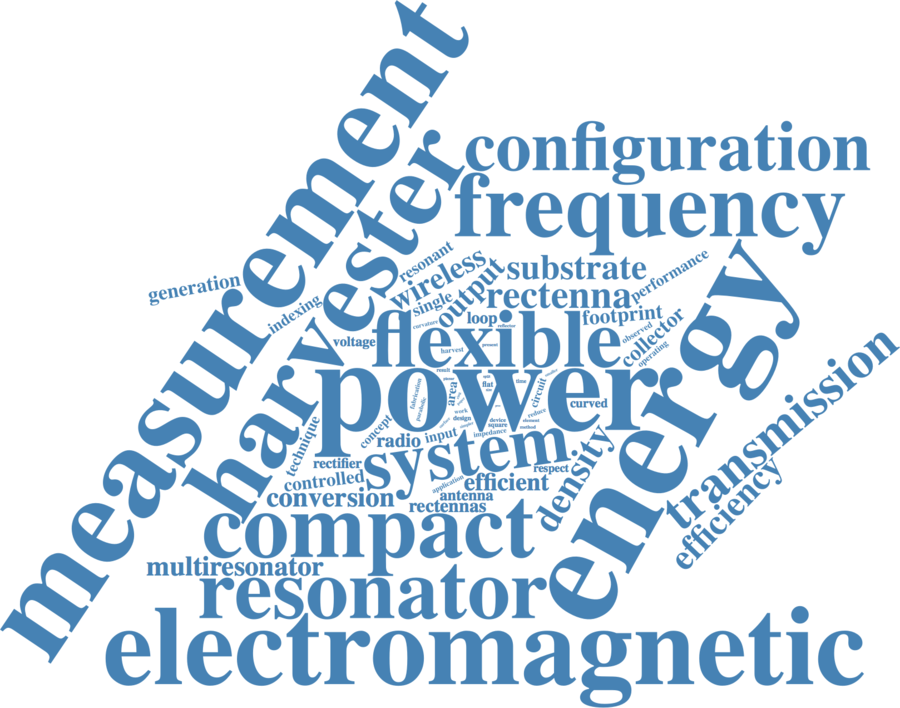 measurement
harvester
configuration
frequency
generation
indexing
resonant
wireless
single
output
substrate
performance
rectenna
voltage
curvature
loop
footprint
flexible
observed
collector
harvest
operating
power
energy
transmission
efficiency
fabrication
area
flat
time
circuit
curved
reduce
work
design
device
square
technique
concept
radio
input
impedance
method
rectifier
system
respect
density
controlled
application
efficient
conversion
antenna
rectennas
compact
multiresonator
resonator
electromagnetic